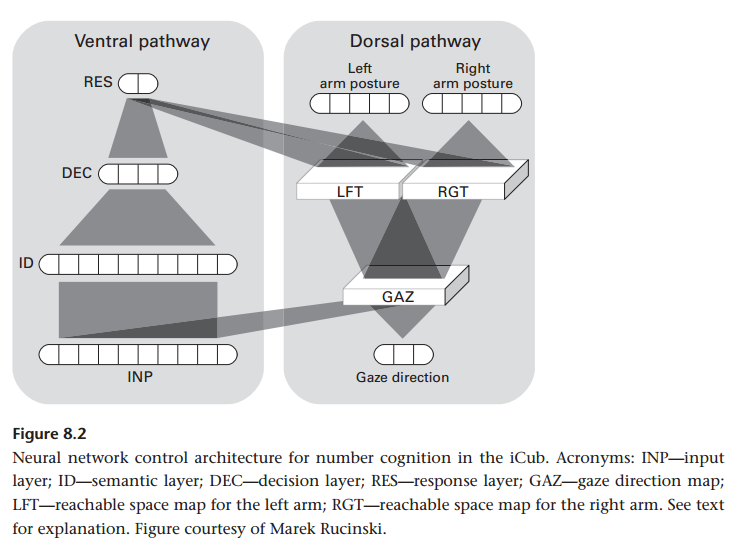 Ventral pathway
RES
DEC
ID
INP
Dorsal pathway
Left
arm posture
Right
arm posture
LFT
RGT
GAZ
Gaze direction
Figure 8.2
Neural network control architecture for number cognition in the iCub. Acronyms: INP—input
layer; ID—semantic layer; DEC—decision layer; RES—response layer; GAZ—gaze direction map;
LFT—reachable space map for the left arm; RGT—reachable space map for the right arm. See text
for explanation. Figure courtesy of Marek Rucinski.